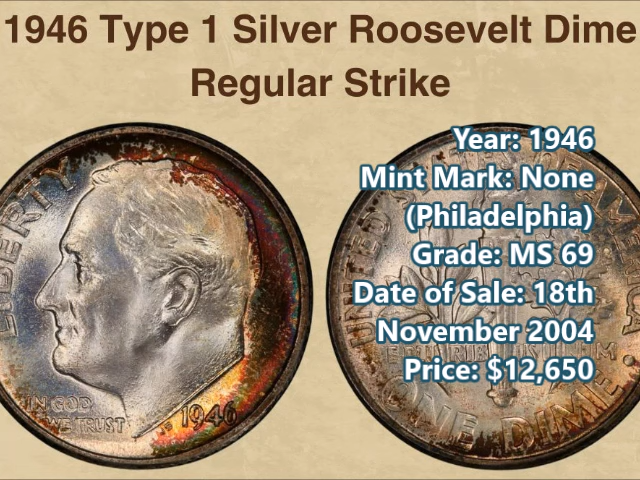 1946 Type 1 Silver Roosevelt Dime
Regular Strike
LIBERTY
IN GOD
WE TRUST
1946
Year: 1946
Mint Mark: None
(Philadelphia)
Grade: MS 69
Date of Sale: 18th
November 2004
Price: $12,650
UNITED
ONE DIME